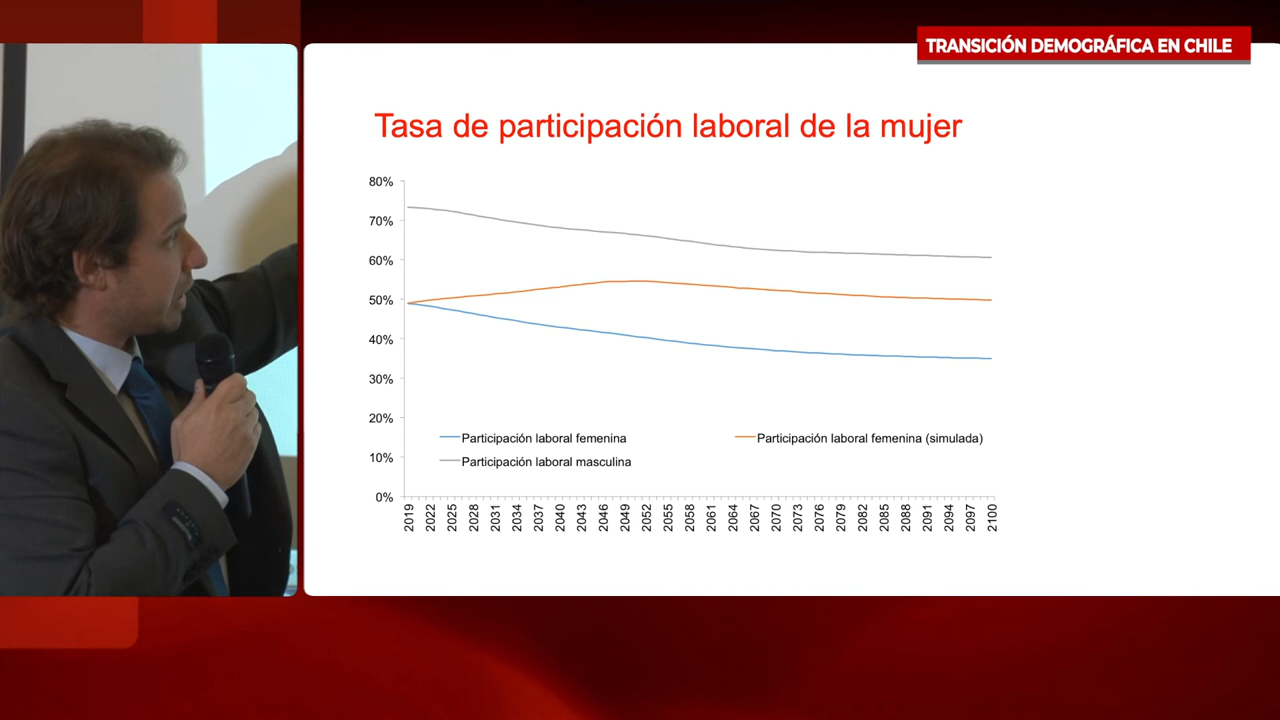 TRANSICIÓN DEMOGRÁFICA EN CHILE
Tasa de participación laboral de la mujer
80%
70%
60%
50%
40%
30%
20%
10%
0%
Participación laboral femenina
Participación laboral femenina (simulada)
Participación laboral masculina
2019 2022 2025 2028 2031 2034 2037 2040 2043 2046 2049 2052 2055 2058 2061 2064 2067 2070 2073 2076 2079 2082 2085 2088 2091 2094 2097 2100